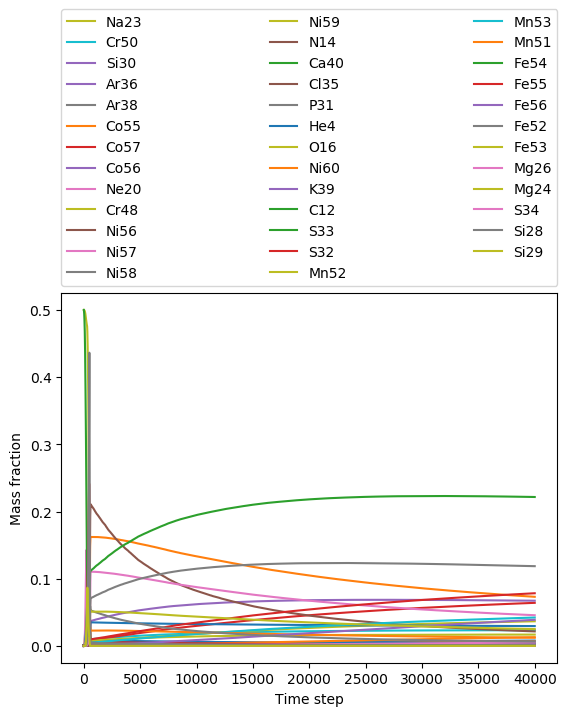 Na23
Cr50
Si30
Ar36
Ar38
Co55
Co57
Co56
Ne20
Cr48
Ni56
Ni57
Ni58
Ni59
N14
Ca40
Cl35
P31
He4
O16
Ni60
K39
C12
S33
S32
Mn52
Mn53
Mn51
Fe54
Fe55
Fe56
Fe52
Fe53
Mg26
Mg24
S34
Si28
Si29
0.5
0.4
0.3
0.2
0.1
0.0
Mass fraction
0 5000 10000 15000 20000 25000 30000 35000 40000
Time step